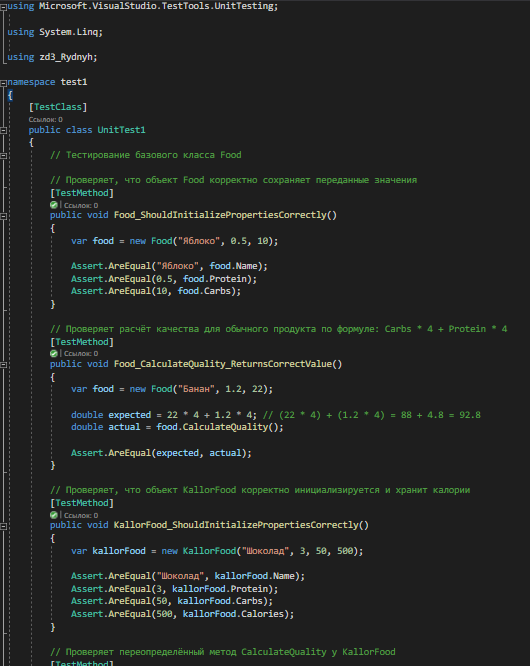 using Microsoft.VisualStudio.TestTools.UnitTesting;
using System.Linq;
using zd3_Rydnyh;
namespace test1
{
[TestClass]
Ссылок: 0
public class UnitTest1
{
// Тестирование базового класса Food
// Проверяет, что объект Food корректно сохраняет переданные значения
[TestMethod]
| Ссылок: 0
public void Food_ShouldInitializePropertiesCorrectly()
{
var food = new Food("Яблоко", 0.5, 10);
Assert.AreEqual("Яблоко", food.Name);
Assert.AreEqual(0.5, food.Protein);
Assert.AreEqual(10, food.Carbs);
}
// Проверяет расчёт качества для обычного продукта по формуле: Carbs * 4 + Protein * 4
[TestMethod]
| Ссылок: 0
public void Food_CalculateQuality_ReturnsCorrectValue()
{
var food = new Food("Банан", 1.2, 22);
double expected = 22 * 4 + 1.2 * 4; // (22 * 4) + (1.2 * 4) = 88 + 4.8 = 92.8
double actual = food.CalculateQuality();
Assert.AreEqual(expected, actual);
}
// Проверяет, что объект KallorFood корректно инициализируется и хранит калории
[TestMethod]
| Ссылок: 0
public void KallorFood_ShouldInitializePropertiesCorrectly()
{
var kallorFood = new KallorFood("Шоколад", 3, 50, 500);
Assert.AreEqual("Шоколад", kallorFood.Name);
Assert.AreEqual(3, kallorFood.Protein);
Assert.AreEqual(50, kallorFood.Carbs);
Assert.AreEqual(500, kallorFood.Calories);
}
// Проверяет переопределённый метод CalculateQuality у KallorFood
[TestMethod]